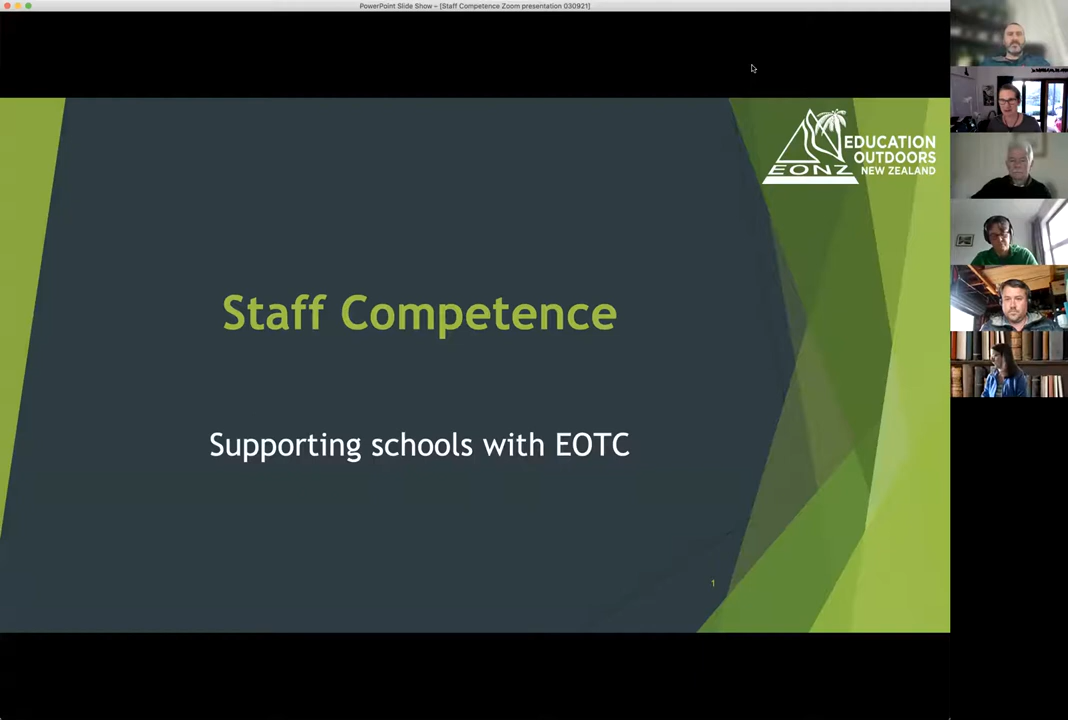 PowerPoint Slide Show - [Staff Competence Zoom presentation 030921]
EONZ
EDUCATION
OUTDOORS
NEW ZEALAND
Staff Competence
Supporting schools with EOTC
1